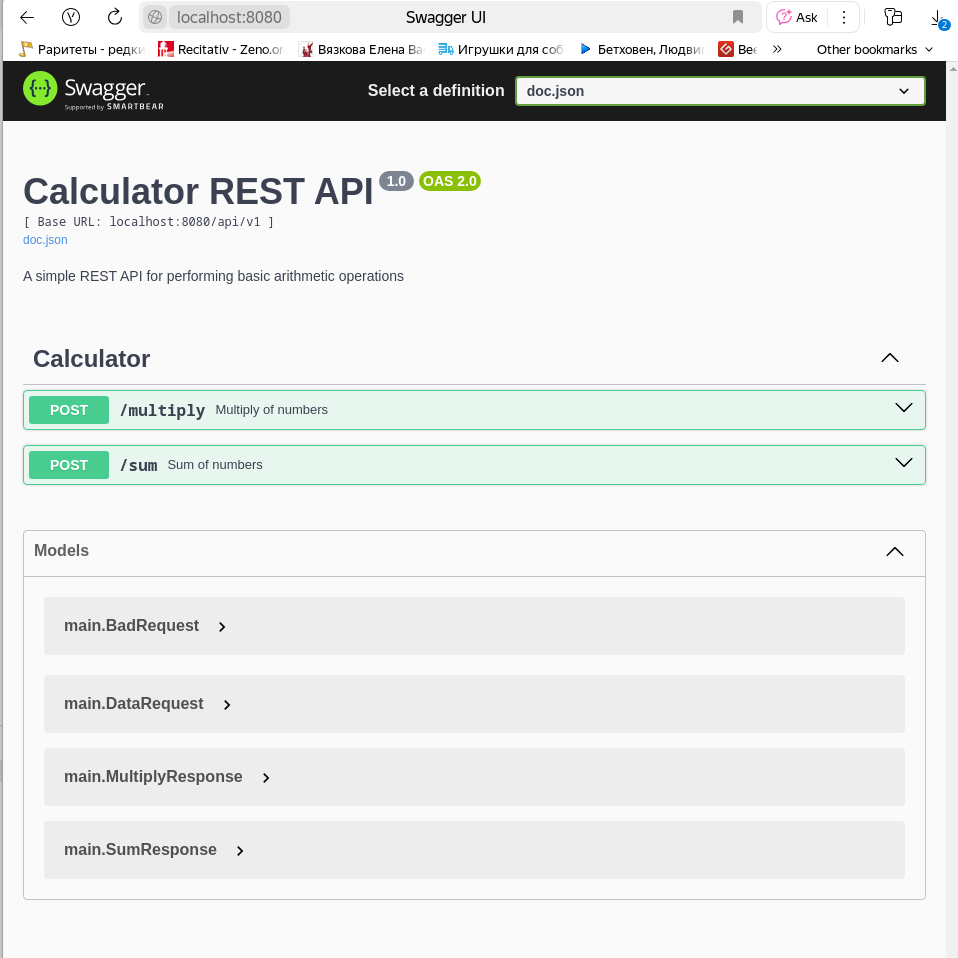 localhost:8080 Swagger UI Ask
Раритеты - редки Recitativ - Zeno.or Вязкова Елена Ва Игрушки для соб Бетховен, Людвиг Вее » Other bookmarks
2
Swagger
Supported by SMARTBEAR
Select a definition doc.json
Calculator REST API 1.0 OAS 2.0
[ Base URL: localhost:8080/api/v1 ]
doc.json
A simple REST API for performing basic arithmetic operations
Calculator
POST /multiply Multiply of numbers
POST /sum Sum of numbers
Models
main.BadRequest
main.DataRequest
main.MultiplyResponse
main.SumResponse